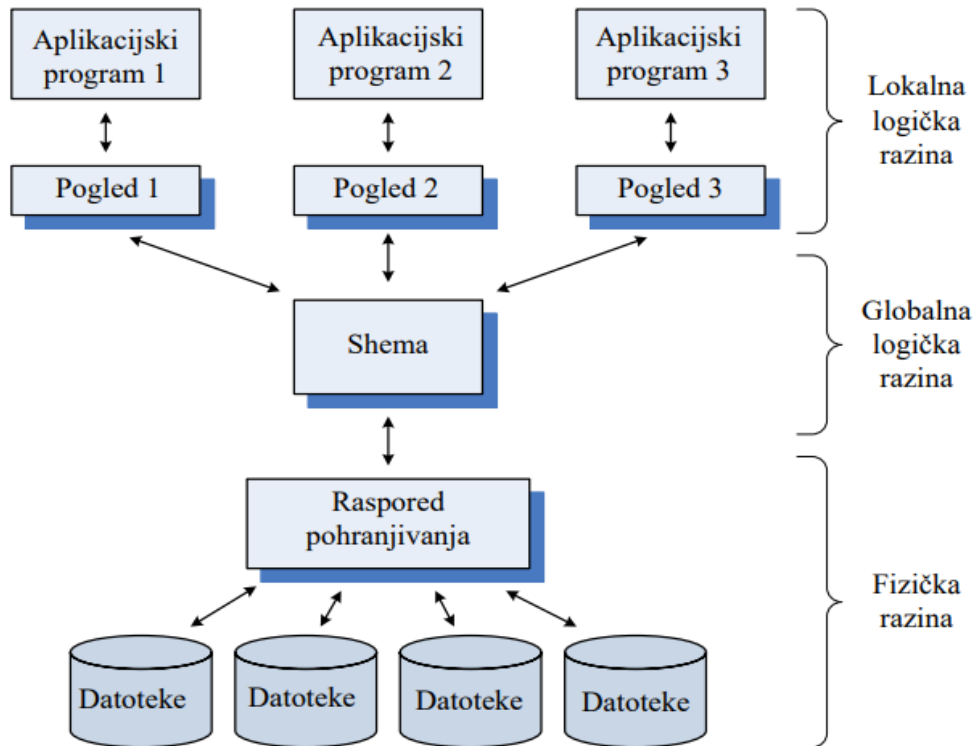 Aplikacijski
program 1
Aplikacijski
program 2
Aplikacijski
program 3
Lokalna
logička
razina
Pogled 1
Pogled 2
Pogled 3
Shema
Globalna
logička
razina
Raspored
pohranjivanja
Fizička
razina
Datoteke
Datoteke
Datoteke
Datoteke